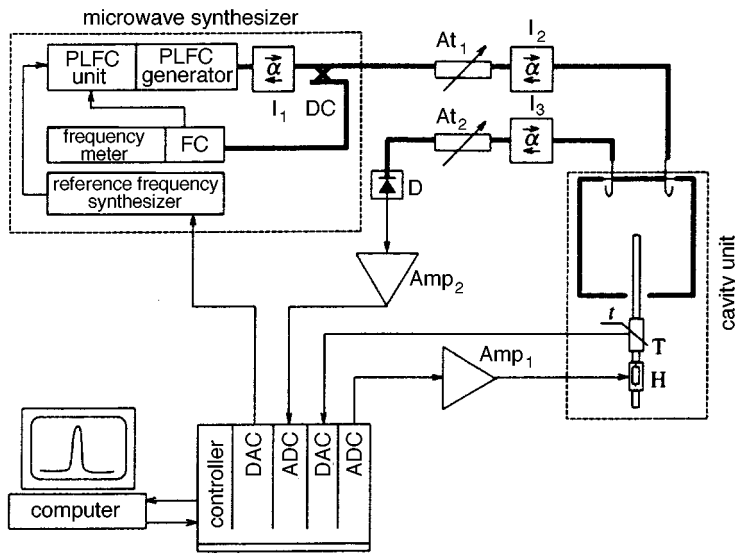 microwave synthesizer
PLFC unit
PLFC generator
α
I1
DC
At1
α
I2
At2
α
I3
frequency meter
FC
reference frequency synthesizer
D
Amp2
cavity unit
t
T
H
Amp1
controller
DAC
ADC
DAC
ADC
computer